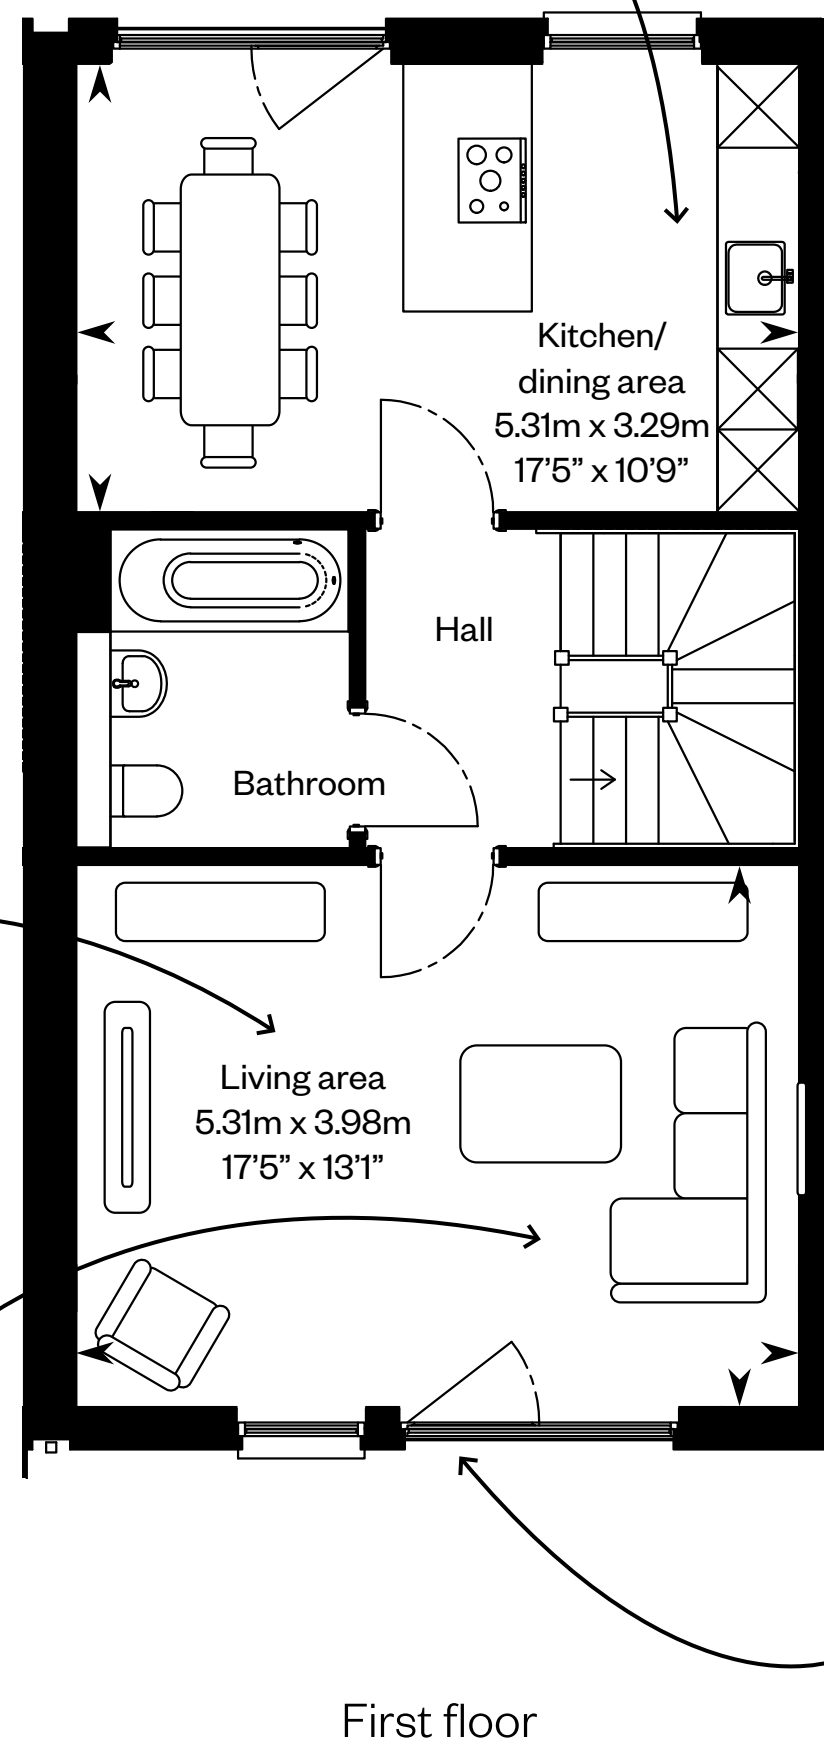 Kitchen/
dining area
5.31m x 3.29m
17’5” x 10’9”
Hall
Bathroom
Living area
5.31m x 3.98m
17’5” x 13’1”
First floor